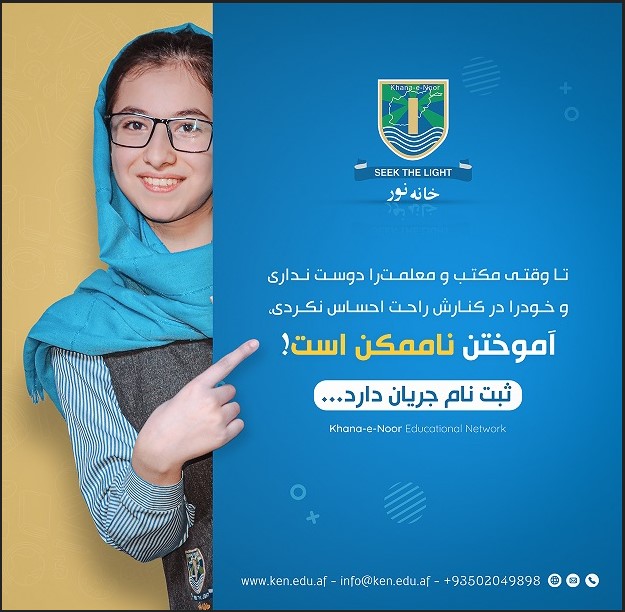 Khana-e-Noor
SEEK THE LIGHT
خانه نور
تا وقتی مکتب و معلمت‌را دوست نداری
و خودرا در کنارش راحت احساس نکردی،
آموختن ناممکن است!
ثبت نام جریان دارد...
Khana-e-Noor Educational Network
www.ken.edu.af - info@ken.edu.af - +93502049898